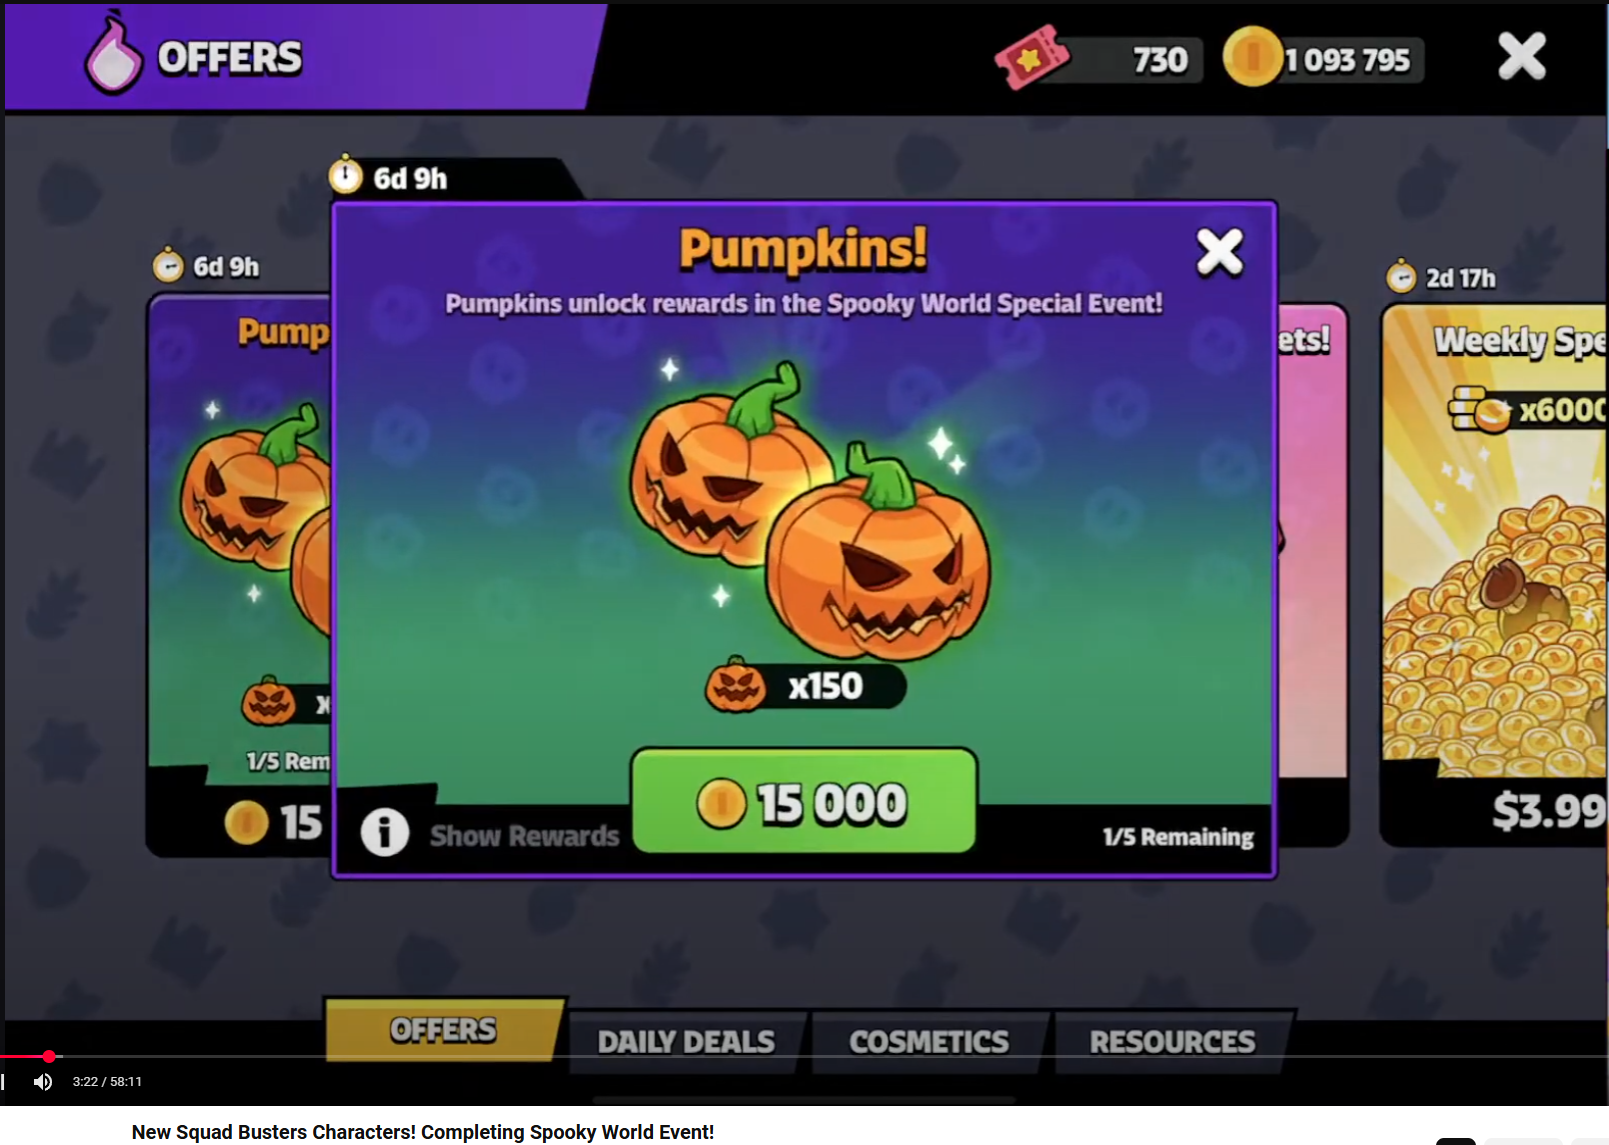 OFFERS
730
1 093 795
6d 9h
6d 9h
2d 17h
Pumpkins!
Pumpkins unlock rewards in the Spooky World Special Event!
Pump
ets!
Weekly Spe
x6000
x150
x
1/5 Rem
15
15 000
Show Rewards
1/5 Remaining
$3.99
OFFERS
DAILY DEALS
COSMETICS
RESOURCES
3:22 / 58:11
New Squad Busters Characters! Completing Spooky World Event!